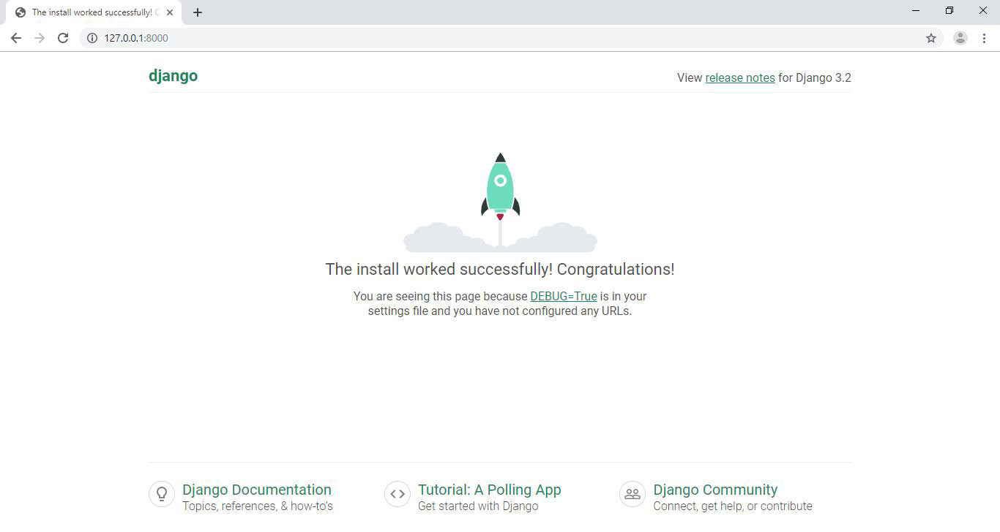 The install worked successfully!
127.0.0.1:8000
django
View release notes for Django 3.2
The install worked successfully! Congratulations!
You are seeing this page because DEBUG=True is in your
settings file and you have not configured any URLs.
Django Documentation
Topics, references, & how-to's
Tutorial: A Polling App
Get started with Django
Django Community
Connect, get help, or contribute